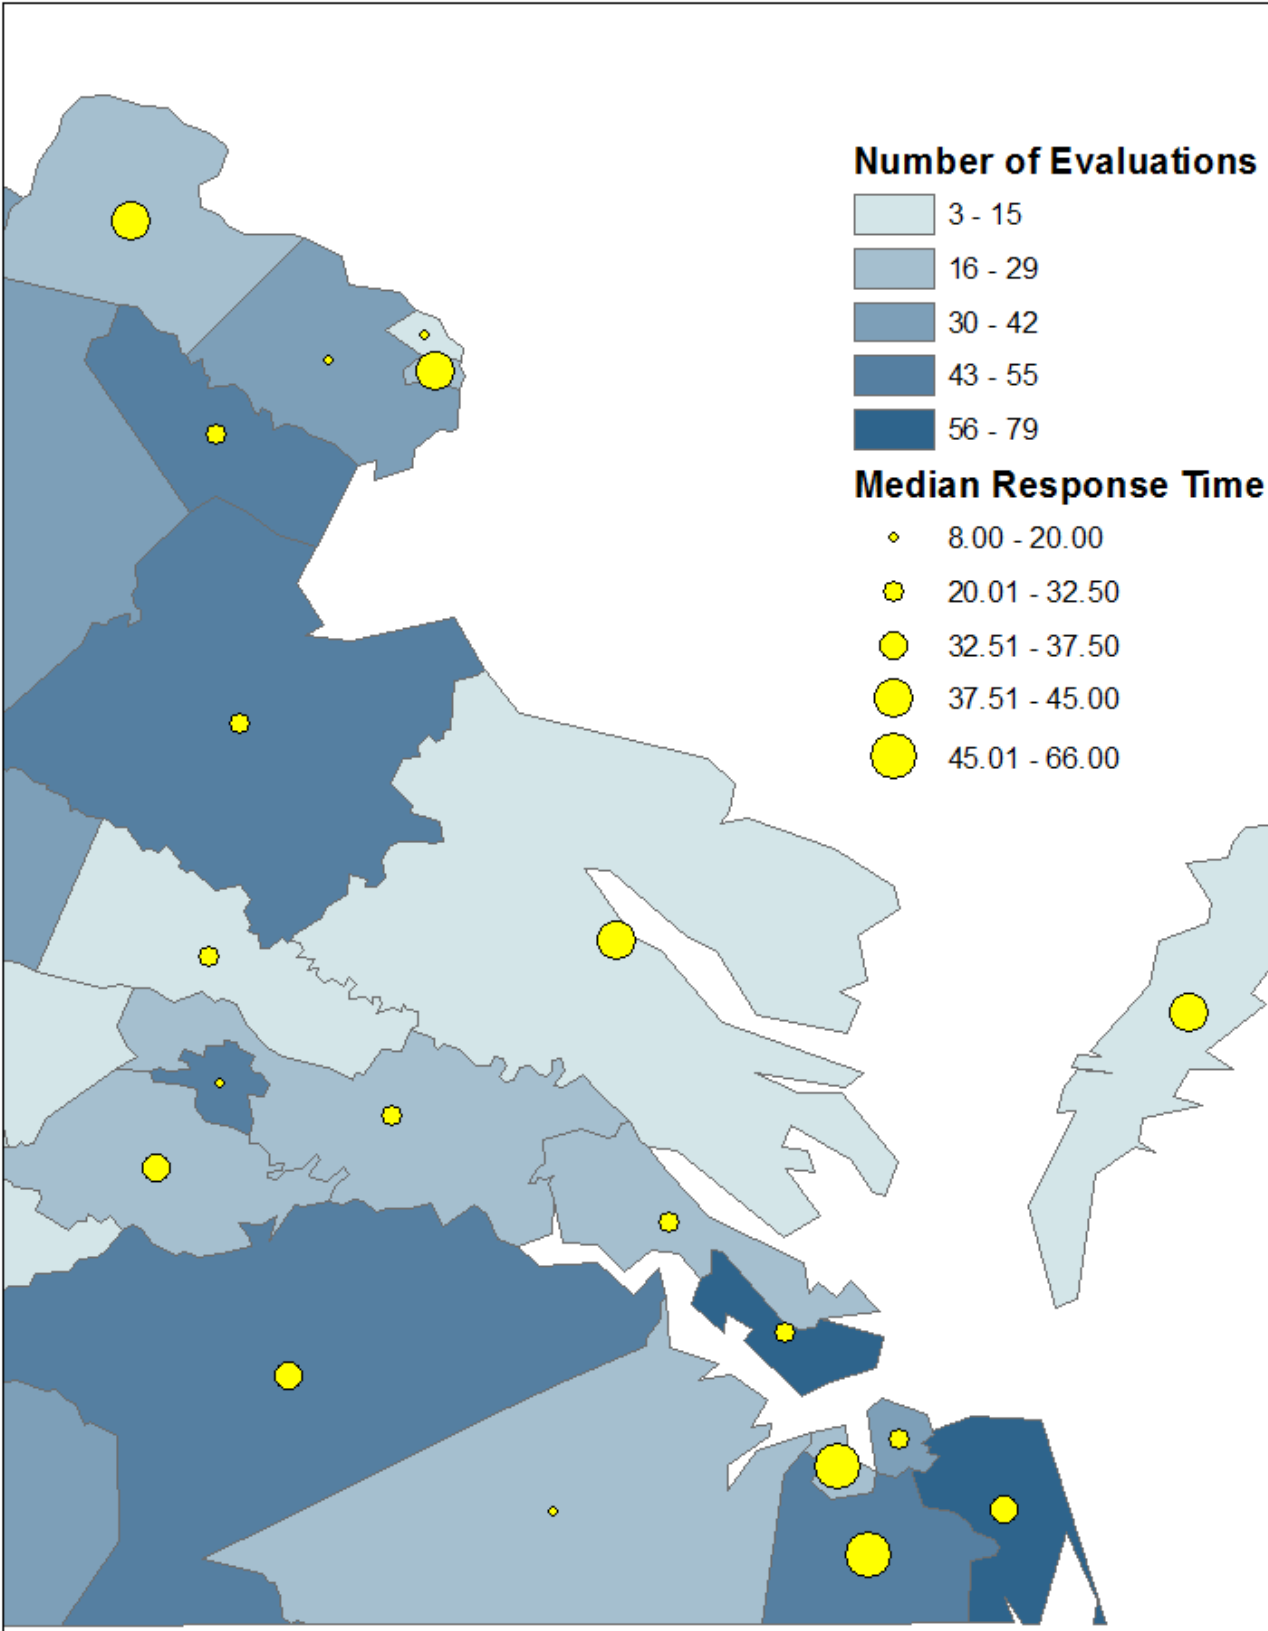 Number of Evaluations
3 - 15
16 - 29
30 - 42
43 - 55
56 - 79
Median Response Time
8.00 - 20.00
20.01 - 32.50
32.51 - 37.50
37.51 - 45.00
45.01 - 66.00